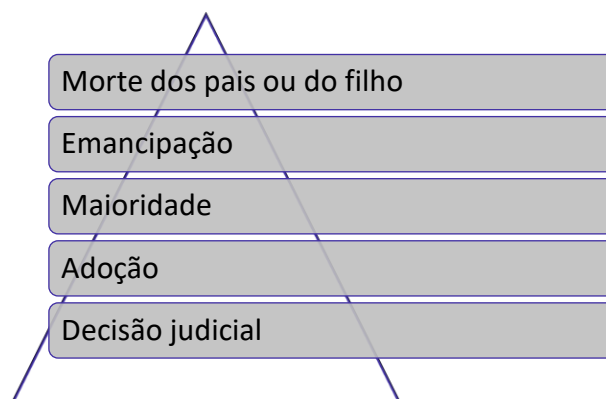 Morte dos pais ou do filho
Emancipação
Maioridade
Adoção
Decisão judicial